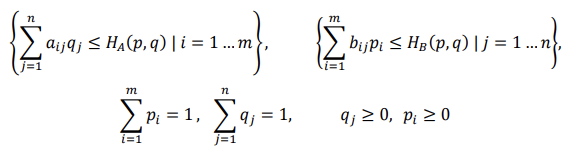 {∑_{j=1}^{n} a_{ij}q_j ≤ H_A(p, q) | i = 1 … m}, {∑_{i=1}^{m} b_{ij}p_i ≤ H_B(p, q) | j = 1 … n},
∑_{i=1}^{m} p_i = 1, ∑_{j=1}^{n} q_j = 1, q_j ≥ 0, p_i ≥ 0